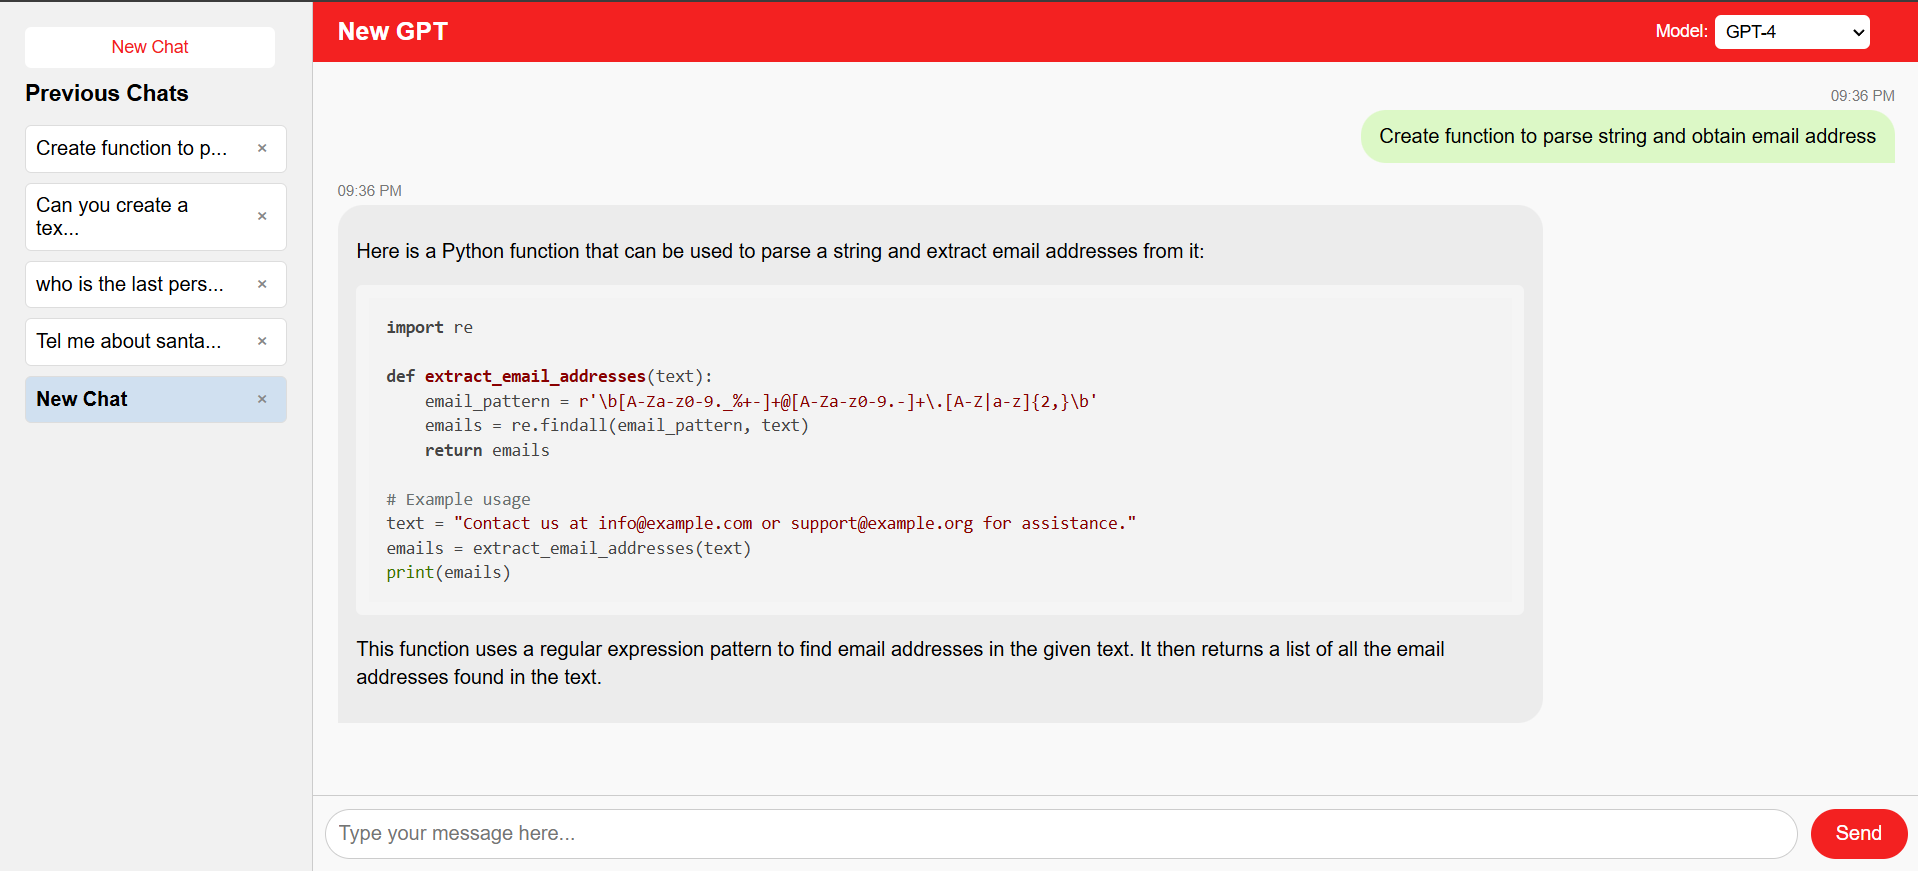 New Chat
Previous Chats
Create function to p... ×
Can you create a
tex... ×
who is the last pers... ×
Tel me about santa... ×
New Chat ×
New GPT
Model: GPT-4
09:36 PM
Create function to parse string and obtain email address
09:36 PM
Here is a Python function that can be used to parse a string and extract email addresses from it:
import re
def extract_email_addresses(text):
    email_pattern = r'\b[A-Za-z0-9._%+-]+@[A-Za-z0-9.-]+\.[A-Z|a-z]{2,}\b'
    emails = re.findall(email_pattern, text)
    return emails
# Example usage
text = "Contact us at info@example.com or support@example.org for assistance."
emails = extract_email_addresses(text)
print(emails)
This function uses a regular expression pattern to find email addresses in the given text. It then returns a list of all the email
addresses found in the text.
Type your message here...
Send